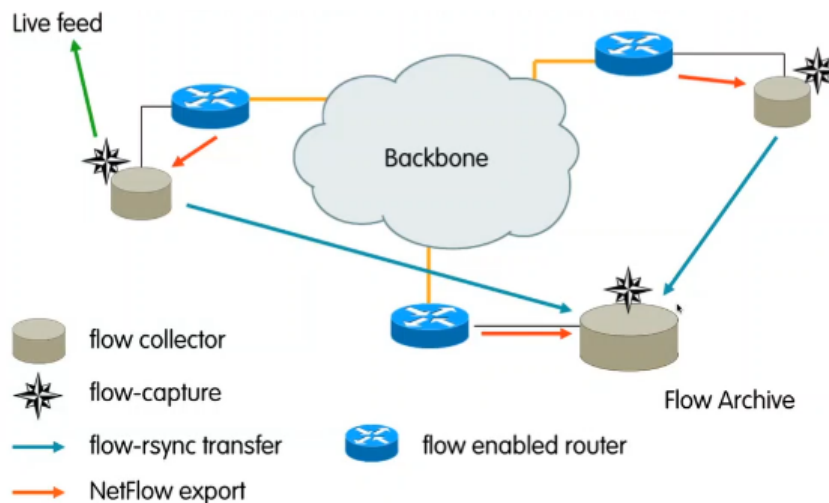 Live feed
Backbone
flow collector
flow-capture
Flow Archive
flow-rsync transfer
flow enabled router
NetFlow export